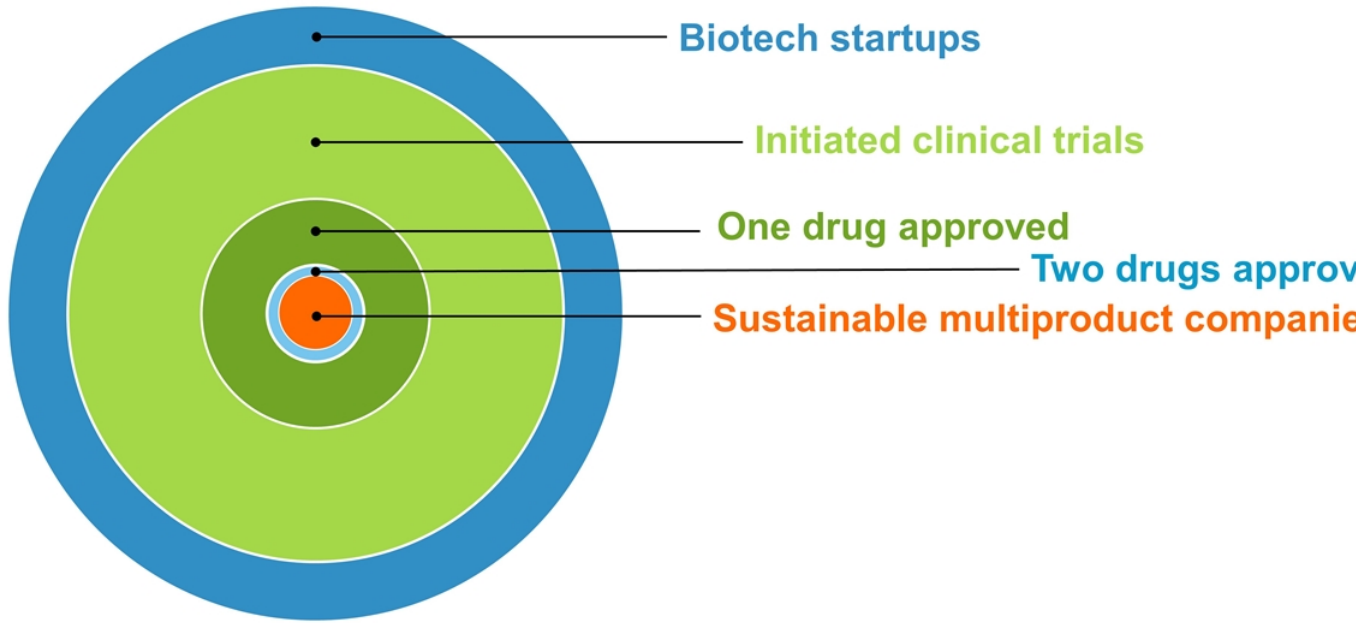 Biotech startups
Initiated clinical trials
One drug approved
Two drugs approv
Sustainable multiproduct companie